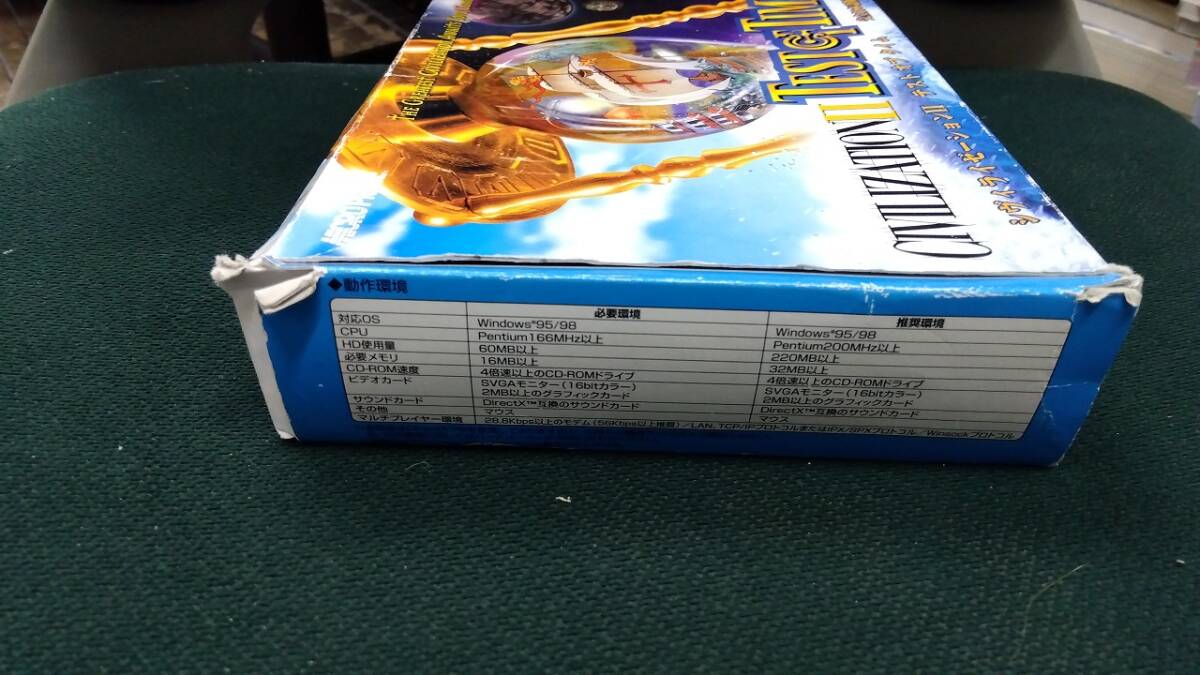 THE GREATEST
CIVILIZATION II
TEST OF TIME
シヴィライゼーションII テスト オブ タイム
◆動作環境
必要環境 推奨環境
対応OS Windows®95/98 Windows®95/98
CPU Pentium166MHz以上 Pentium200MHz以上
HD使用量 60MB以上 220MB以上
必要メモリ 16MB以上 32MB以上
CD-ROM速度 4倍速以上のCD-ROMドライブ 4倍速以上のCD-ROMドライブ
ビデオカード SVGAモニター(16bitカラー) SVGAモニター(16bitカラー)
2MB以上のグラフィックカード 2MB以上のグラフィックカード
サウンドカード DirectX™互換のサウンドカード DirectX™互換のサウンドカード
その他 マウス マウス
マルチプレイヤー環境 28.8Kbps以上のモデム(56Kbps以上推奨)/LAN、TCP/IPプロトコルまたはIPX/SPXプロトコル/Winsockプロトコル